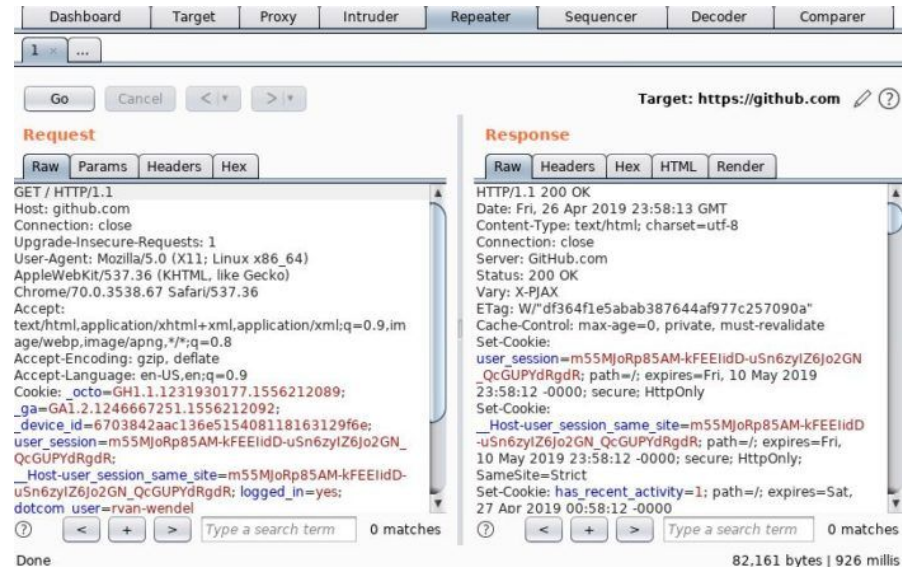 Dashboard Target Proxy Intruder Repeater Sequencer Decoder Comparer
1 × ...
Go Cancel < > Target: https://github.com ?
Request
Raw Params Headers Hex
GET / HTTP/1.1
Host: github.com
Connection: close
Upgrade-Insecure-Requests: 1
User-Agent: Mozilla/5.0 (X11; Linux x86_64)
AppleWebKit/537.36 (KHTML, like Gecko)
Chrome/70.0.3538.67 Safari/537.36
Accept:
text/html,application/xhtml+xml,application/xml;q=0.9,im
age/webp,image/apng,*/*;q=0.8
Accept-Encoding: gzip, deflate
Accept-Language: en-US,en;q=0.9
Cookie: _octo=GH1.1.1231930177.1556212089;
_ga=GA1.2.1246667251.1556212092;
_device_id=6703842aac136e515408118163129f6e;
user_session=m55MJoRp85AM-kFEEIidD-uSn6zyIZ6Jo2GN_
QcGUPYdRgdR;
__Host-user_session_same_site=m55MJoRp85AM-kFEEIidD-
uSn6zyIZ6Jo2GN_QcGUPYdRgdR; logged_in=yes;
dotcom_user=rvan-wendel
? < + > Type a search term 0 matches
Response
Raw Headers Hex HTML Render
HTTP/1.1 200 OK
Date: Fri, 26 Apr 2019 23:58:13 GMT
Content-Type: text/html; charset=utf-8
Connection: close
Server: GitHub.com
Status: 200 OK
Vary: X-PJAX
ETag: W/"df364f1e5abab387644af977c257090a"
Cache-Control: max-age=0, private, must-revalidate
Set-Cookie:
user_session=m55MJoRp85AM-kFEEIidD-uSn6zyIZ6Jo2GN
_QcGUPYdRgdR; path=/; expires=Fri, 10 May 2019
23:58:12 -0000; secure; HttpOnly
Set-Cookie:
__Host-user_session_same_site=m55MJoRp85AM-kFEEIidD
-uSn6zyIZ6Jo2GN_QcGUPYdRgdR; path=/; expires=Fri,
10 May 2019 23:58:12 -0000; secure; HttpOnly;
SameSite=Strict
Set-Cookie: has_recent_activity=1; path=/; expires=Sat,
27 Apr 2019 00:58:12 -0000
? < + > Type a search term 0 matches
Done 82,161 bytes | 926 millis